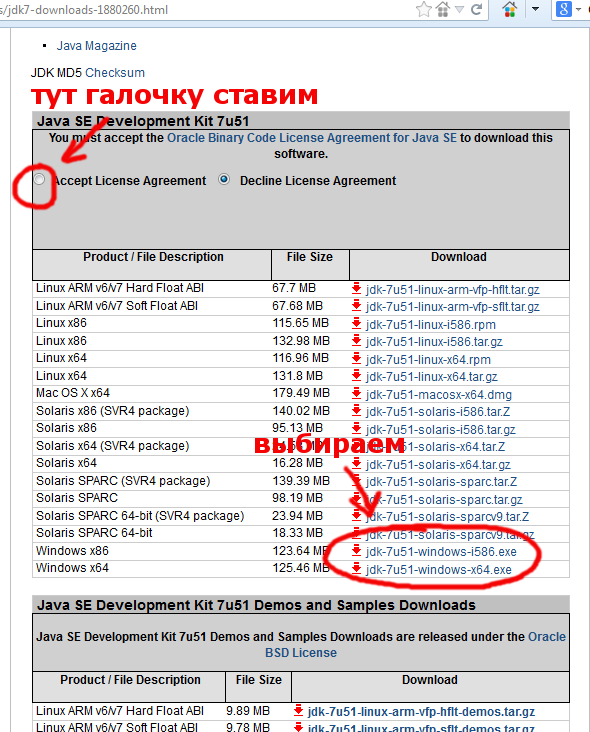 s/jdk7-downloads-1880260.html
Java Magazine
JDK MD5 Checksum
тут галочку ставим
Java SE Development Kit 7u51
You must accept the Oracle Binary Code License Agreement for Java SE to download this
software.
Accept License Agreement Decline License Agreement
Product / File Description File Size Download
Linux ARM v6/v7 Hard Float ABI 67.7 MB jdk-7u51-linux-arm-vfp-hflt.tar.gz
Linux ARM v6/v7 Soft Float ABI 67.68 MB jdk-7u51-linux-arm-vfp-sflt.tar.gz
Linux x86 115.65 MB jdk-7u51-linux-i586.rpm
Linux x86 132.98 MB jdk-7u51-linux-i586.tar.gz
Linux x64 116.96 MB jdk-7u51-linux-x64.rpm
Linux x64 131.8 MB jdk-7u51-linux-x64.tar.gz
Mac OS X x64 179.49 MB jdk-7u51-macosx-x64.dmg
Solaris x86 (SVR4 package) 140.02 MB jdk-7u51-solaris-i586.tar.Z
Solaris x86 95.13 MB jdk-7u51-solaris-i586.tar.gz
выбираем
Solaris x64 (SVR4 package) MB jdk-7u51-solaris-x64.tar.Z
Solaris x64 16.28 MB jdk-7u51-solaris-x64.tar.gz
Solaris SPARC (SVR4 package) 139.39 MB jdk-7u51-solaris-sparc.tar.Z
Solaris SPARC 98.19 MB jdk-7u51-solaris-sparc.tar.gz
Solaris SPARC 64-bit (SVR4 package) 23.94 MB jdk-7u51-solaris-sparcv9.tar.Z
Solaris SPARC 64-bit 18.33 MB jdk-7u51-solaris-sparcv9.tar.gz
Windows x86 123.64 MB jdk-7u51-windows-i586.exe
Windows x64 125.46 MB jdk-7u51-windows-x64.exe
Java SE Development Kit 7u51 Demos and Samples Downloads
Java SE Development Kit 7u51 Demos and Samples Downloads are released under the Oracle
BSD License
Product / File Description File Size Download
Linux ARM v6/v7 Hard Float ABI 9.89 MB jdk-7u51-linux-arm-vfp-hflt-demos.tar.gz
Linux ARM v6/v7 Soft Float ABI 9.78 MB jdk-7u51-linux-arm-vfp-sflt-demos.tar.gz